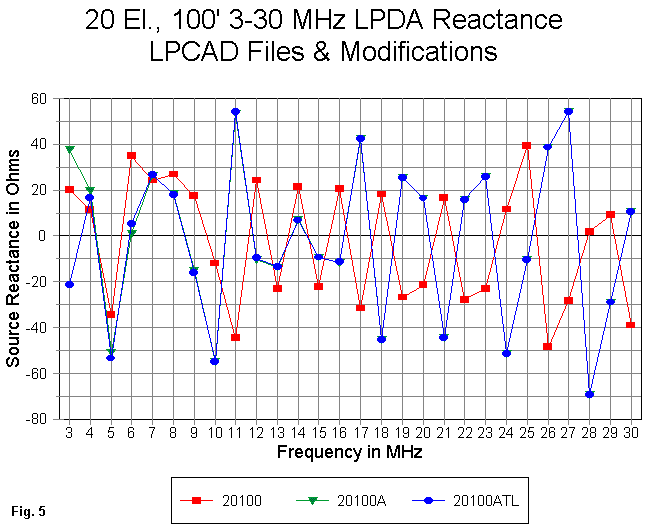 20 El., 100' 3-30 MHz LPDA Reactance
LPCAD Files & Modifications
Source Reactance in Ohms
60
40
20
0
-20
-40
-60
-80
3 4 5 6 7 8 9 10 11 12 13 14 15 16 17 18 19 20 21 22 23 24 25 26 27 28 29 30
Frequency in MHz
20100 20100A 20100ATL
Fig. 5